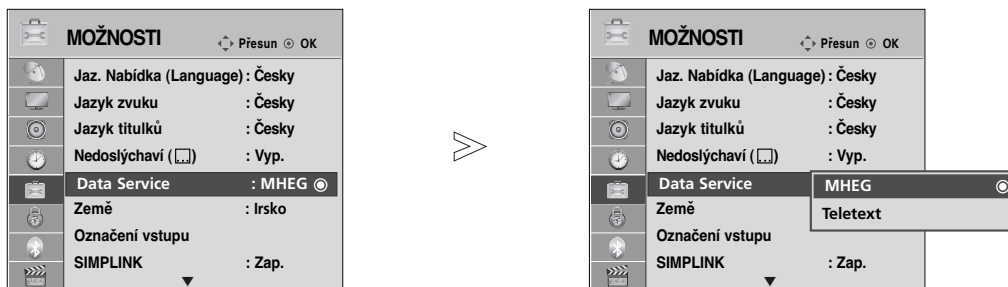 MOŽNOSTI
Přesun OK
Jaz. Nabídka (Language) : Česky
Jazyk zvuku : Česky
Jazyk titulků : Česky
Nedoslýchaví ( ) : Vyp.
Data Service : MHEG
Země : Irsko
Označení vstupu
SIMPLINK : Zap.
MOŽNOSTI
Přesun OK
Jaz. Nabídka (Language) : Česky
Jazyk zvuku : Česky
Jazyk titulků : Česky
Nedoslýchaví ( ) : Vyp.
Data Service
MHEG
Země
Teletext
Označení vstupu
SIMPLINK : Zap.